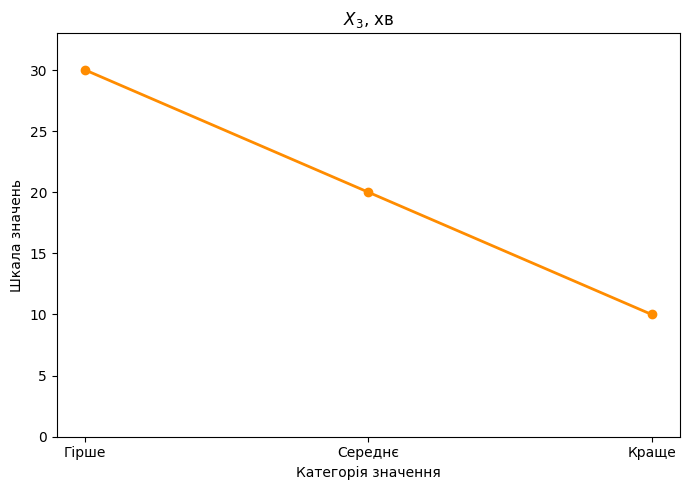 X₃, хв
Шкала значень
30
25
20
15
10
5
0
Гірше Середнє Краще
Категорія значення